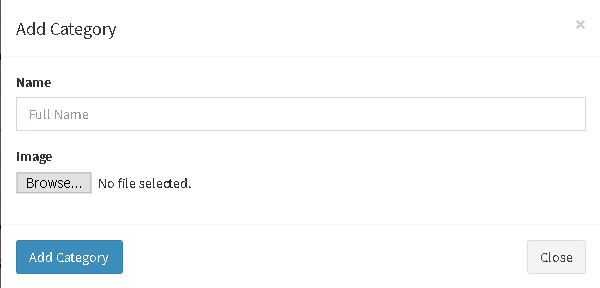 Add Category
×
Name
Full Name
Image
Browse... No file selected.
Add Category Close